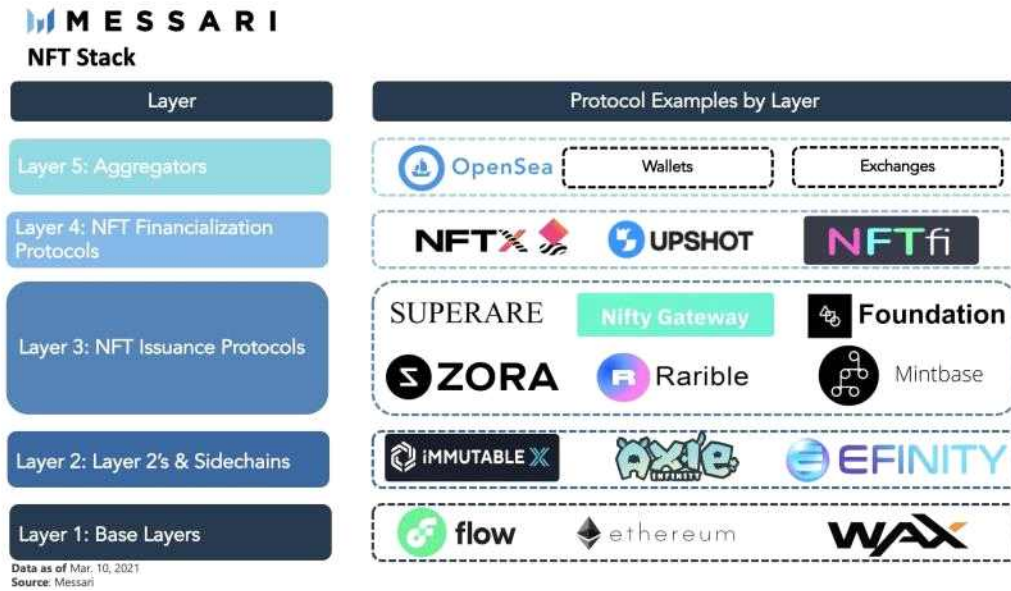 MESSARI
NFT Stack
Layer
Protocol Examples by Layer
Layer 5: Aggregators
OpenSea
Wallets
Exchanges
Layer 4: NFT Financialization
Protocols
NFTX
UPSHOT
NFTfi
Layer 3: NFT Issuance Protocols
SUPERARE
Nifty Gateway
Foundation
ZORA
R Rarible
Mintbase
Layer 2: Layer 2's & Sidechains
iMMUTABLE X
AXIE
INFINITY
EFINITY
Layer 1: Base Layers
flow
ethereum
WAX
Data as of Mar. 10, 2021
Source: Messari